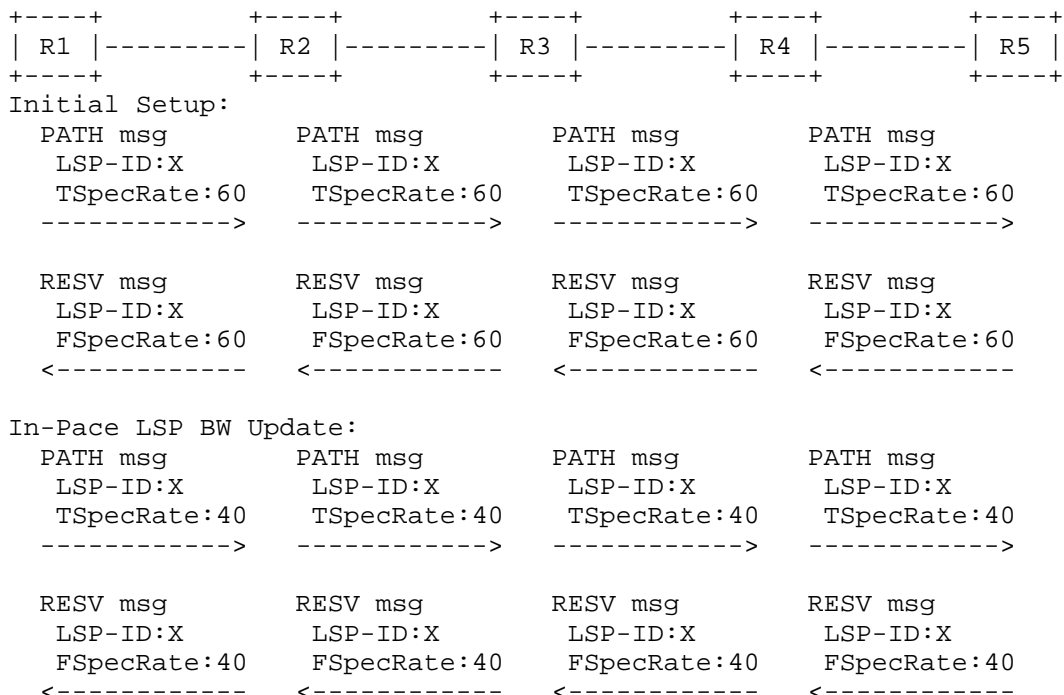 +----+         +----+         +----+         +----+         +----+
| R1 |---------| R2 |---------| R3 |---------| R4 |---------| R5 |
+----+         +----+         +----+         +----+         +----+
Initial Setup:
  PATH msg        PATH msg        PATH msg        PATH msg
   LSP-ID:X        LSP-ID:X        LSP-ID:X        LSP-ID:X
   TSpecRate:60    TSpecRate:60    TSpecRate:60    TSpecRate:60
  ------------>   ------------>   ------------>   ------------>
  RESV msg        RESV msg        RESV msg        RESV msg
   LSP-ID:X        LSP-ID:X        LSP-ID:X        LSP-ID:X
   FSpecRate:60    FSpecRate:60    FSpecRate:60    FSpecRate:60
  <------------   <------------   <------------   <------------
In-Pace LSP BW Update:
  PATH msg        PATH msg        PATH msg        PATH msg
   LSP-ID:X        LSP-ID:X        LSP-ID:X        LSP-ID:X
   TSpecRate:40    TSpecRate:40    TSpecRate:40    TSpecRate:40
  ------------>   ------------>   ------------>   ------------>
  RESV msg        RESV msg        RESV msg        RESV msg
   LSP-ID:X        LSP-ID:X        LSP-ID:X        LSP-ID:X
   FSpecRate:40    FSpecRate:40    FSpecRate:40    FSpecRate:40
  <------------   <------------   <------------   <------------